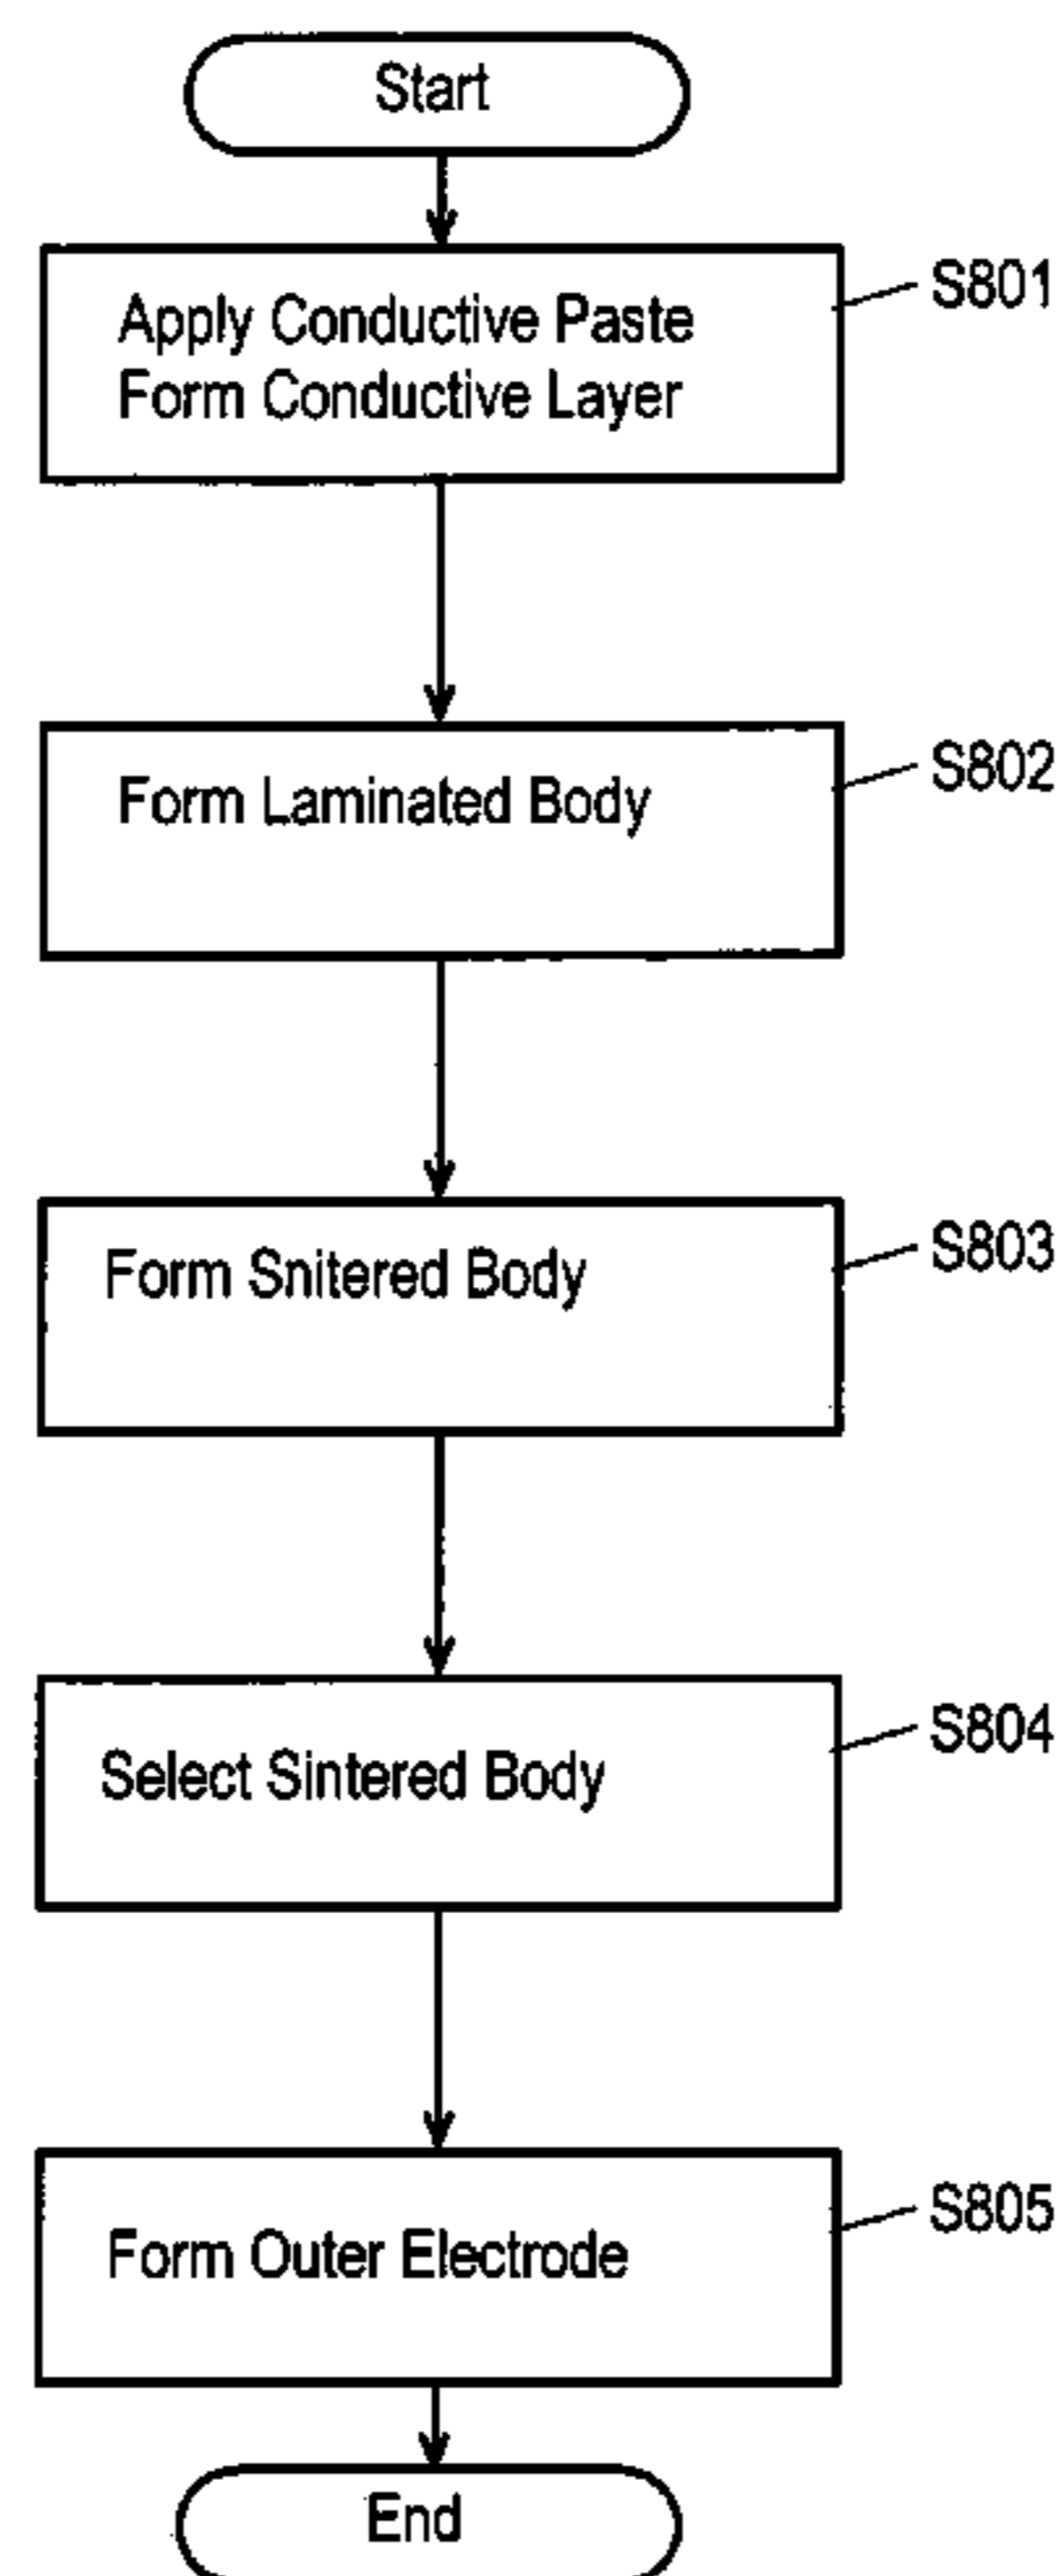 Start
Apply Conductive Paste
Form Conductive Layer
S801
Form Laminated Body
S802
Form Snitered Body
S803
Select Sintered Body
S804
Form Outer Electrode
S805
End